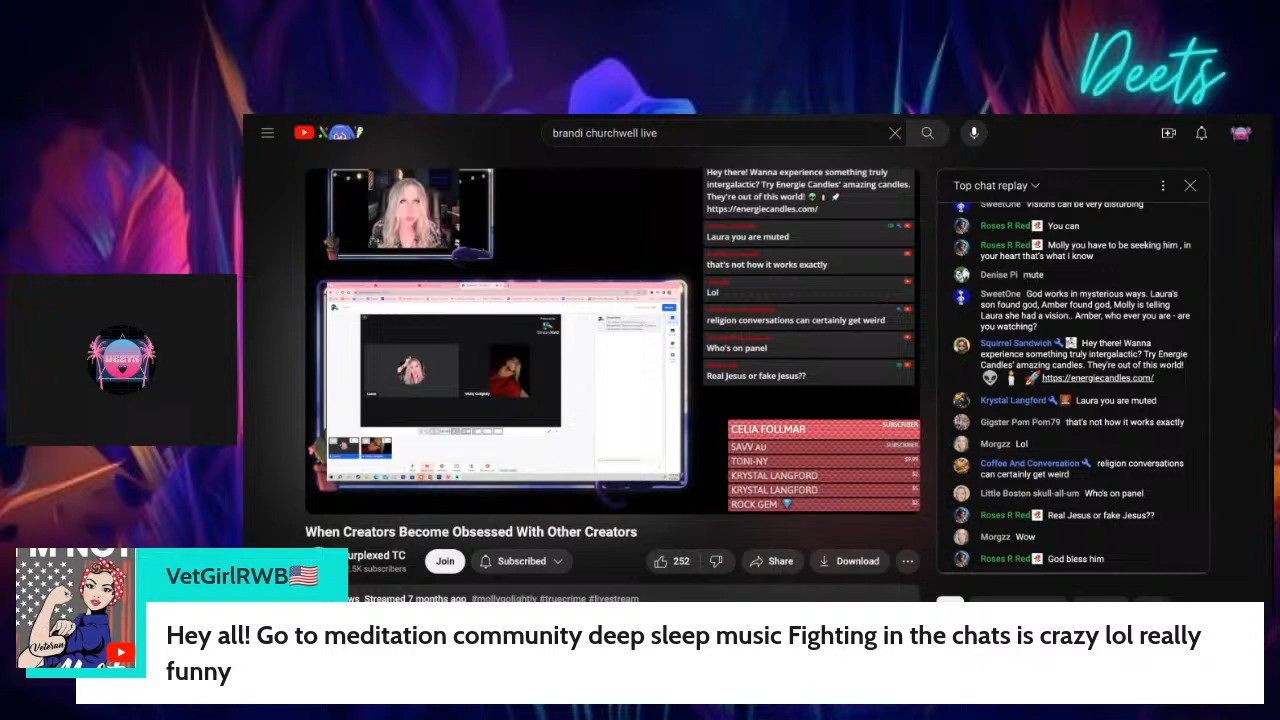 Deets
brandi churchwell live
Hey there! Wanna experience something truly
intergalactic? Try Energie Candles' amazing candles.
They're out of this world!
https://energiecandles.com/
Laura you are muted
that's not how it works exactly
Lol
religion conversations can certainly get weird
Who's on panel
Real Jesus or fake Jesus??
CELIA FOLLMAR SUBSCRIBER
SAVV AU SUBSCRIBER
TONI-NY
KRYSTAL LANGFORD
KRYSTAL LANGFORD
ROCK GEM
Top chat replay
SweetOne Visions can be very disturbing
Roses R Red You can
Roses R Red Molly you have to be seeking him , in
your heart that's what i know
Denise Pi mute
SweetOne God works in mysterious ways. Laura's
son found god, Amber found god, Molly is telling
Laura she had a vision.. Amber, who ever you are - are
you watching?
Squirrel Sandwich Hey there! Wanna
experience something truly intergalactic? Try Energie
Candles' amazing candles. They're out of this world!
https://energiecandles.com/
Krystal Langford Laura you are muted
Gigster Pom Pom79 that's not how it works exactly
Morgzz Lol
Coffee And Conversation religion conversations
can certainly get weird
Little Boston skull-all-um Who's on panel
Roses R Red Real Jesus or fake Jesus??
Morgzz Wow
Roses R Red God bless him
DEETS
When Creators Become Obsessed With Other Creators
urplexed TC
2.5K subscribers
Join
Subscribed
252
Share
Download
Streamed 7 months ago #mollygolightly #truecrime #livestream
I'M NOT
Veteran
VetGirlRWB🇺🇸
Hey all! Go to meditation community deep sleep music Fighting in the chats is crazy lol really
funny